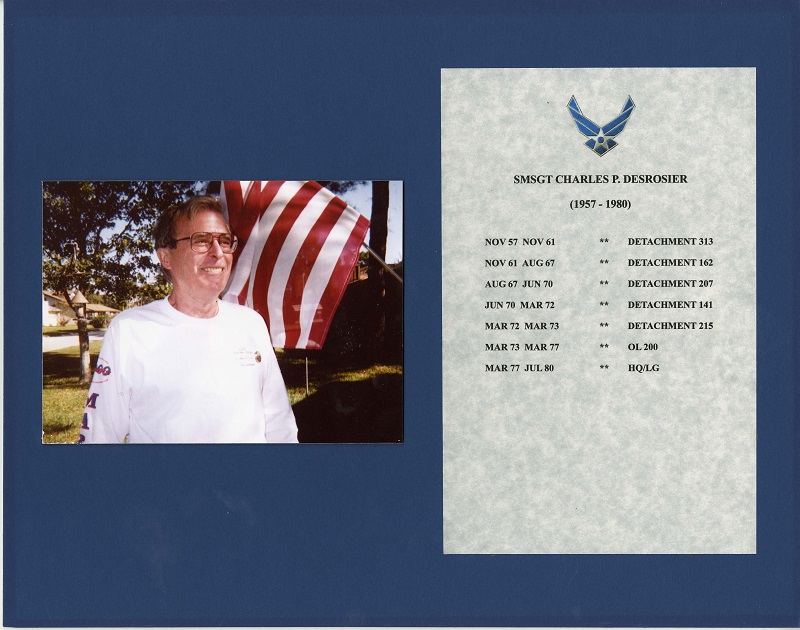 SMSGT CHARLES P. DESROSIER
(1957 - 1980)
NOV 57 NOV 61 ** DETACHMENT 313
NOV 61 AUG 67 ** DETACHMENT 162
AUG 67 JUN 70 ** DETACHMENT 207
JUN 70 MAR 72 ** DETACHMENT 141
MAR 72 MAR 73 ** DETACHMENT 215
MAR 73 MAR 77 ** OL 200
MAR 77 JUL 80 ** HQ/LG